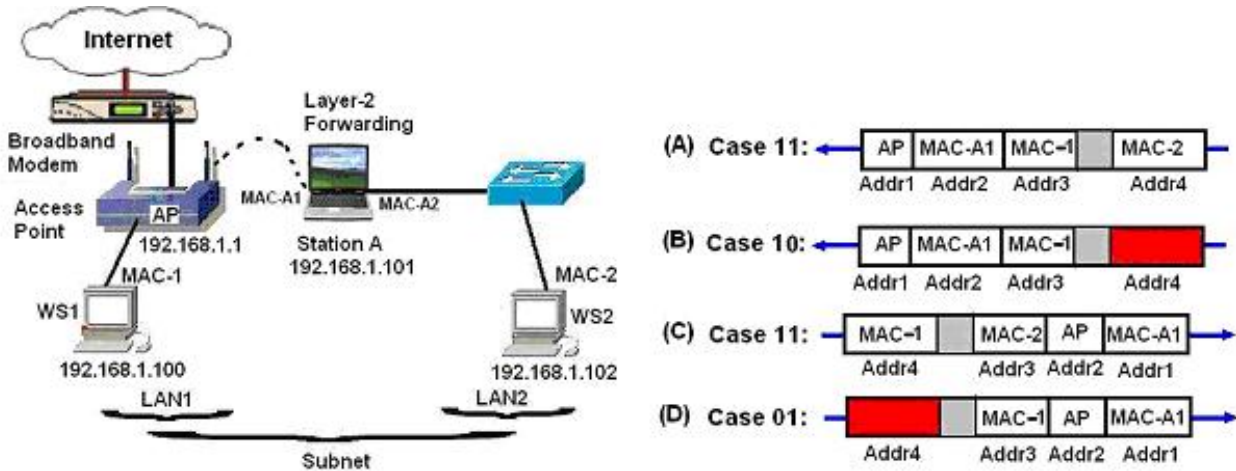 Internet
Broadband
Modem
Layer-2
Forwarding
MAC-A1
MAC-A2
Access
Point
AP
192.168.1.1
Station A
192.168.1.101
MAC-1
MAC-2
WS1
WS2
192.168.1.100
192.168.1.102
LAN1
LAN2
Subnet
(A) Case 11: AP MAC-A1 MAC-1 MAC-2
Addr1 Addr2 Addr3 Addr4
(B) Case 10: AP MAC-A1 MAC-1
Addr1 Addr2 Addr3 Addr4
(C) Case 11: MAC-1 MAC-2 AP MAC-A1
Addr4 Addr3 Addr2 Addr1
(D) Case 01: MAC-1 AP MAC-A1
Addr4 Addr3 Addr2 Addr1